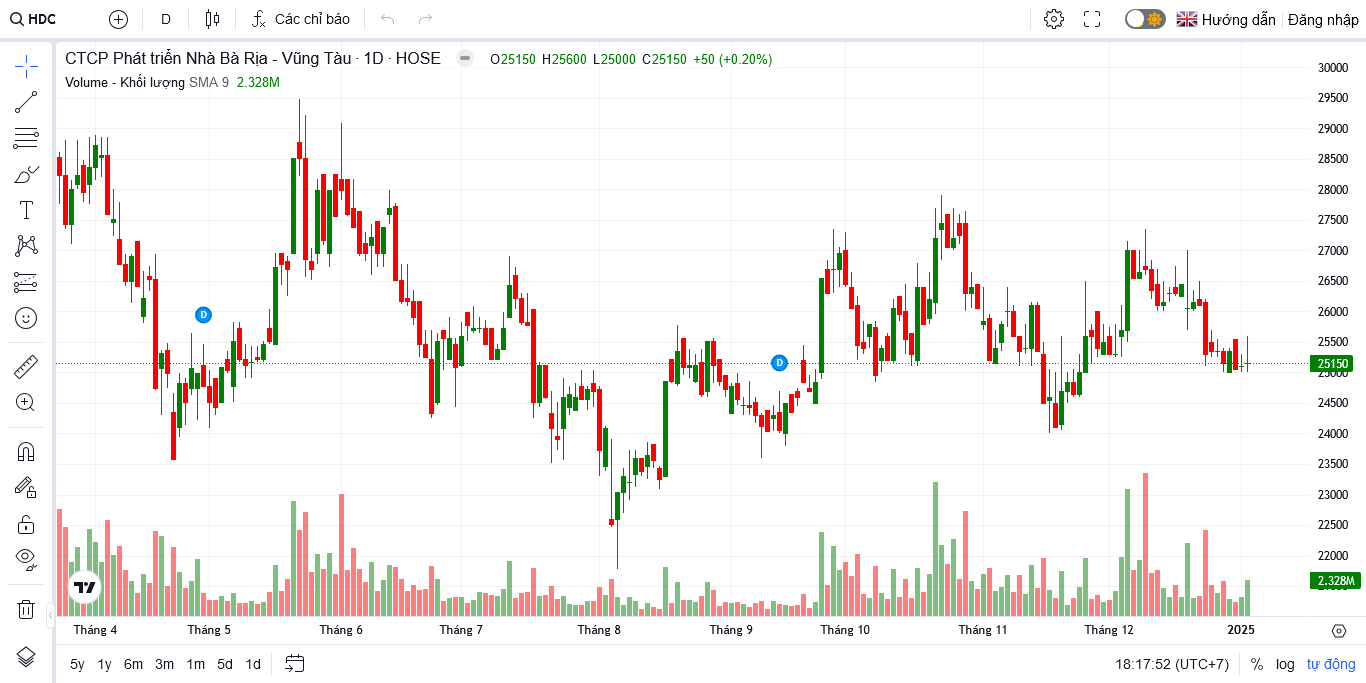 HDC D Các chỉ báo Hướng dẫn Đăng nhập
CTCP Phát triển Nhà Bà Rịa - Vũng Tàu · 1D · HOSE O25150 H25600 L25000 C25150 +50 (+0.20%)
Volume - Khối lượng SMA 9 2.328M
30000
29500
29000
28500
28000
27500
27000
26500
26000
25500
25150
25000
24500
24000
23500
23000
22500
22000
2.328M
D
D
Tháng 4 Tháng 5 Tháng 6 Tháng 7 Tháng 8 Tháng 9 Tháng 10 Tháng 11 Tháng 12 2025
5y 1y 6m 3m 1m 5d 1d 18:17:52 (UTC+7) % log tự động